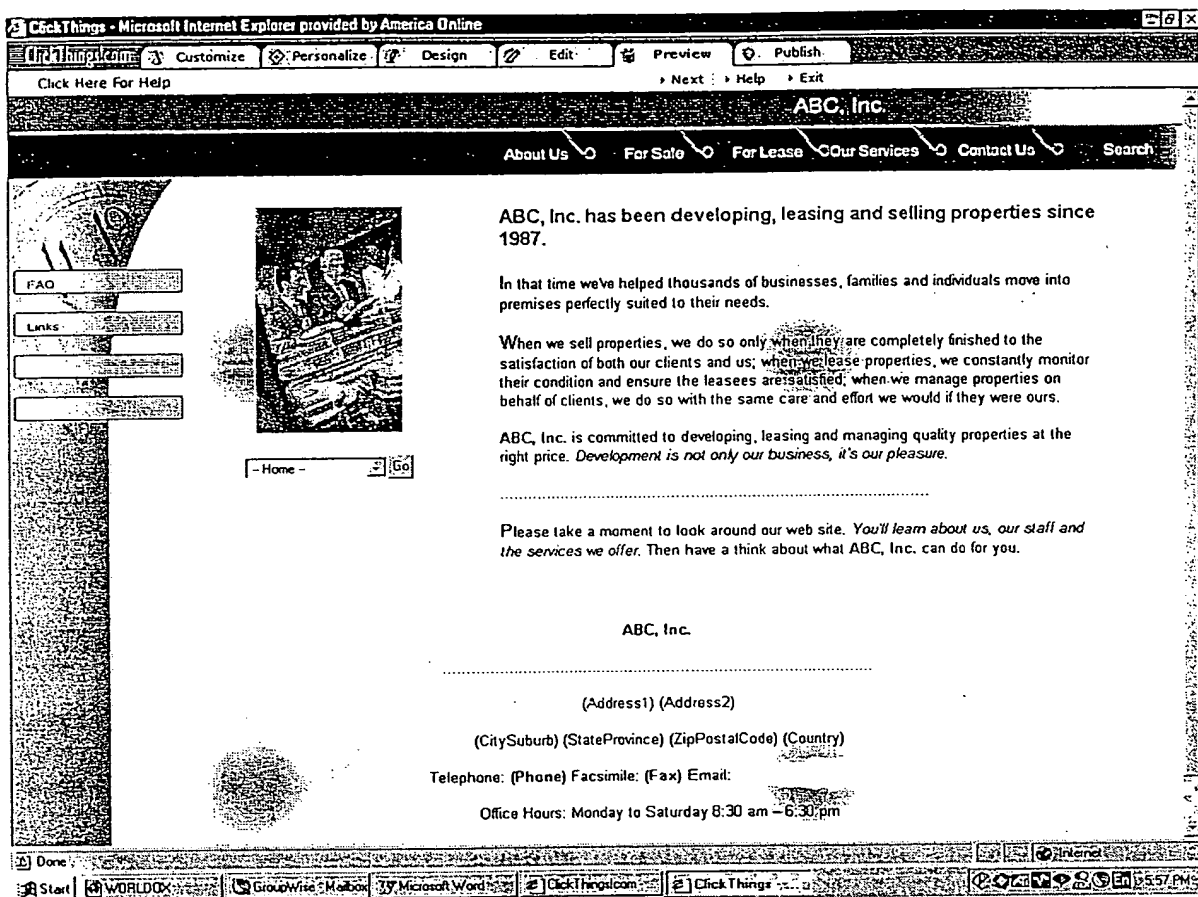 ClickThings - Microsoft Internet Explorer provided by America Online
ClickThings.com Customize Personalize Design Edit Preview Publish
Click Here For Help Next Help Exit
ABC, Inc.
About Us For Sale For Lease Our Services Contact Us Search
FAQ
Links
- Home - Go
ABC, Inc. has been developing, leasing and selling properties since
1987.
In that time we've helped thousands of businesses, families and individuals move into
premises perfectly suited to their needs.
When we sell properties, we do so only when they are completely finished to the
satisfaction of both our clients and us; when we lease properties, we constantly monitor
their condition and ensure the leasees are satisfied; when we manage properties on
behalf of clients, we do so with the same care and effort we would if they were ours.
ABC, Inc. is committed to developing, leasing and managing quality properties at the
right price. Development is not only our business, it's our pleasure.
Please take a moment to look around our web site. You'll learn about us, our staff and
the services we offer. Then have a think about what ABC, Inc. can do for you.
ABC, Inc.
(Address1) (Address2)
(CitySuburb) (StateProvince) (ZipPostalCode) (Country)
Telephone: (Phone) Facsimile: (Fax) Email:
Office Hours: Monday to Saturday 8:30 am – 6:30 pm
Done Internet
Start WORLDOX GroupWise - Mailbox Microsoft Word ClickThings.com ClickThings En 5:57 PM